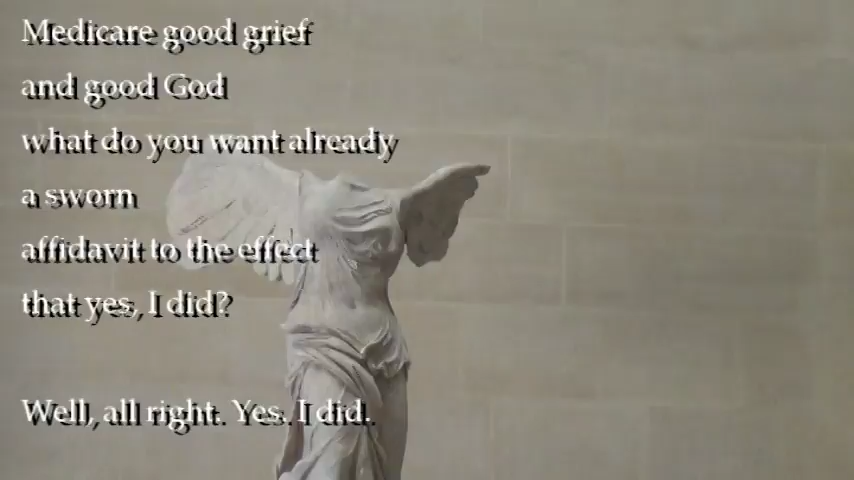 Medicare good grief
and good God
what do you want already
a sworn
affidavit to the effect
that yes, I did?
Well, all right. Yes. I did.